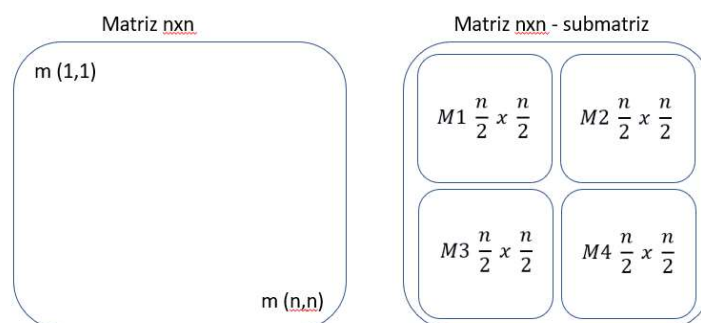 Matriz nxn
m (1,1)
m (n,n)
Matriz nxn - submatriz
M1 n/2 x n/2
M2 n/2 x n/2
M3 n/2 x n/2
M4 n/2 x n/2